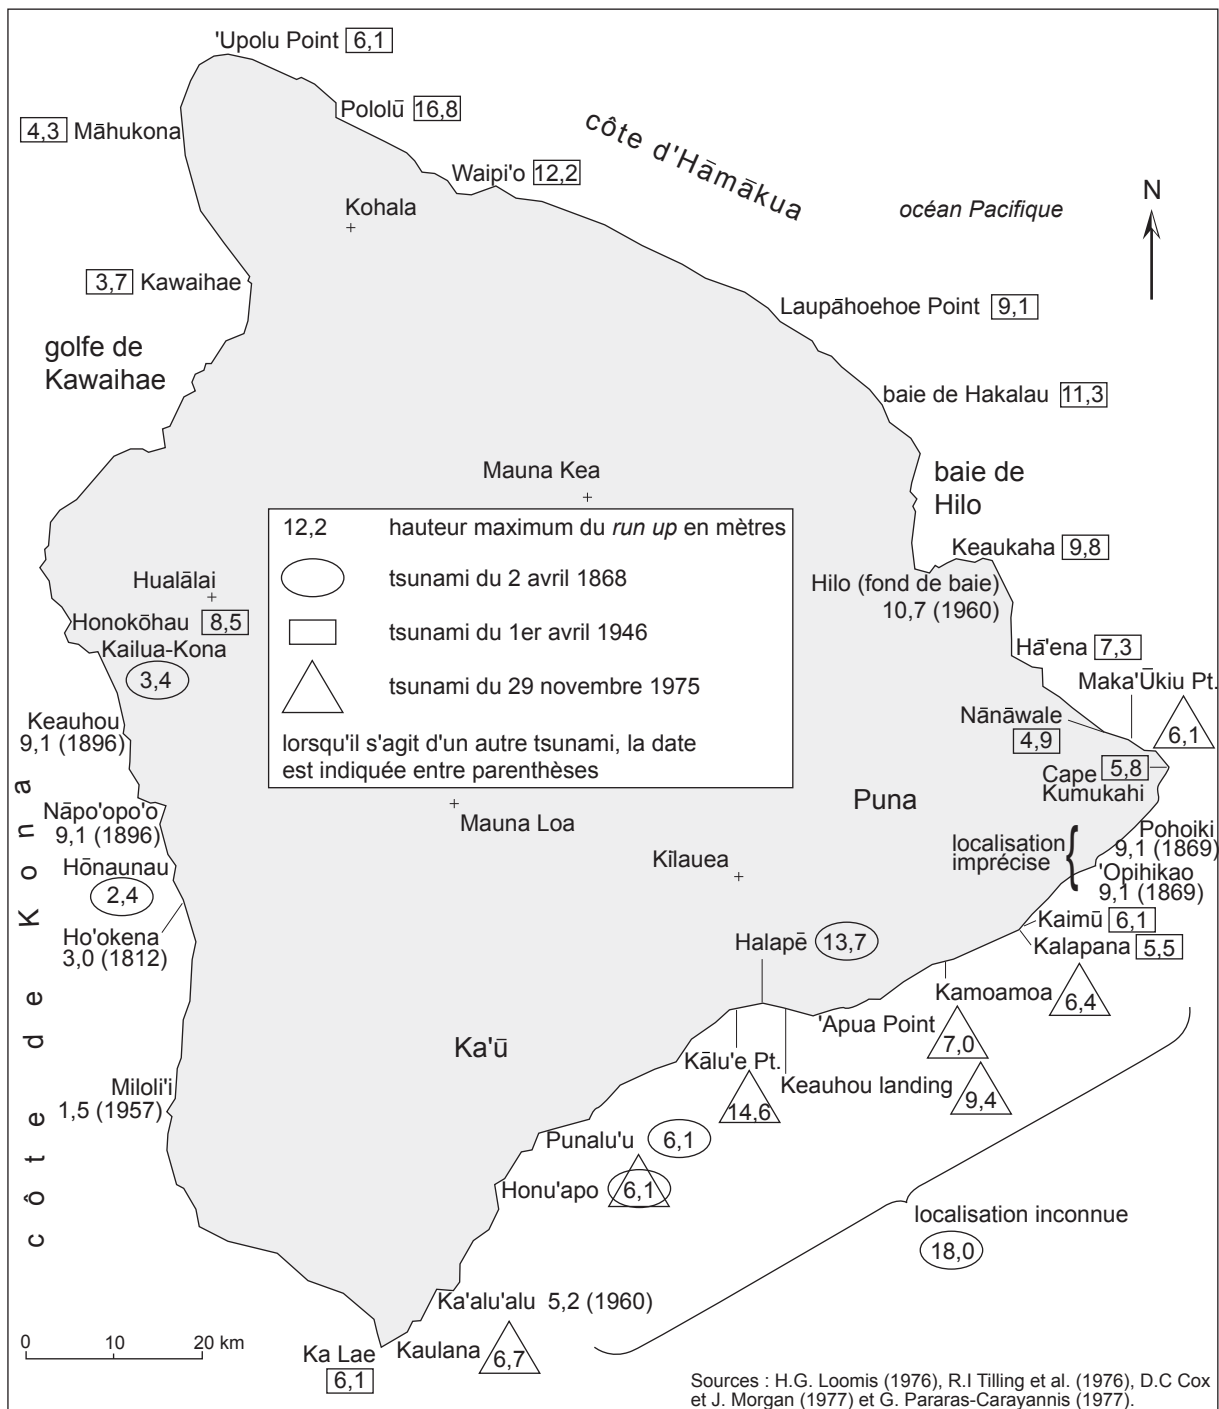 'Upolu Point 6,1
Pololū 16,8
4,3 Māhukona
côte d'Hāmākua
Waipi'o 12,2
N
Kohala
océan Pacifique
3,7 Kawaihae
Laupāhoehoe Point 9,1
golfe de
Kawaihae
baie de Hakalau 11,3
Mauna Kea
baie de
Hilo
12,2 hauteur maximum du run up en mètres
tsunami du 2 avril 1868
tsunami du 1er avril 1946
tsunami du 29 novembre 1975
lorsqu'il s'agit d'un autre tsunami, la date
est indiquée entre parenthèses
Keaukaha 9,8
Hilo (fond de baie)
10,7 (1960)
Hualālai
Honokōhau 8,5
Kailua-Kona
3,4
Hā'ena 7,3
Maka'Ūkiu Pt.
6,1
Nānāwale
4,9
Keauhou
9,1 (1896)
Cape 5,8
Kumukahi
Puna
Nāpo'opo'o
9,1 (1896)
Mauna Loa
localisation
imprécise
Pohoiki
9,1 (1869)
Kīlauea
'Opihikao
9,1 (1869)
Hōnaunau
2,4
Kaimū 6,1
Kalapana 5,5
Ho'okena
3,0 (1812)
Halapē 13,7
Kamoamoa
6,4
'Apua Point
7,0
côte de Kona
Ka'ū
Kālu'e Pt.
14,6
Keauhou landing
9,4
Miloli'i
1,5 (1957)
Punalu'u 6,1
Honu'apo 6,1
localisation inconnue
18,0
Ka'alu'alu 5,2 (1960)
0 10 20 km
Ka Lae
6,1
Kaulana
6,7
Sources : H.G. Loomis (1976), R.I Tilling et al. (1976), D.C Cox
et J. Morgan (1977) et G. Pararas-Carayannis (1977).